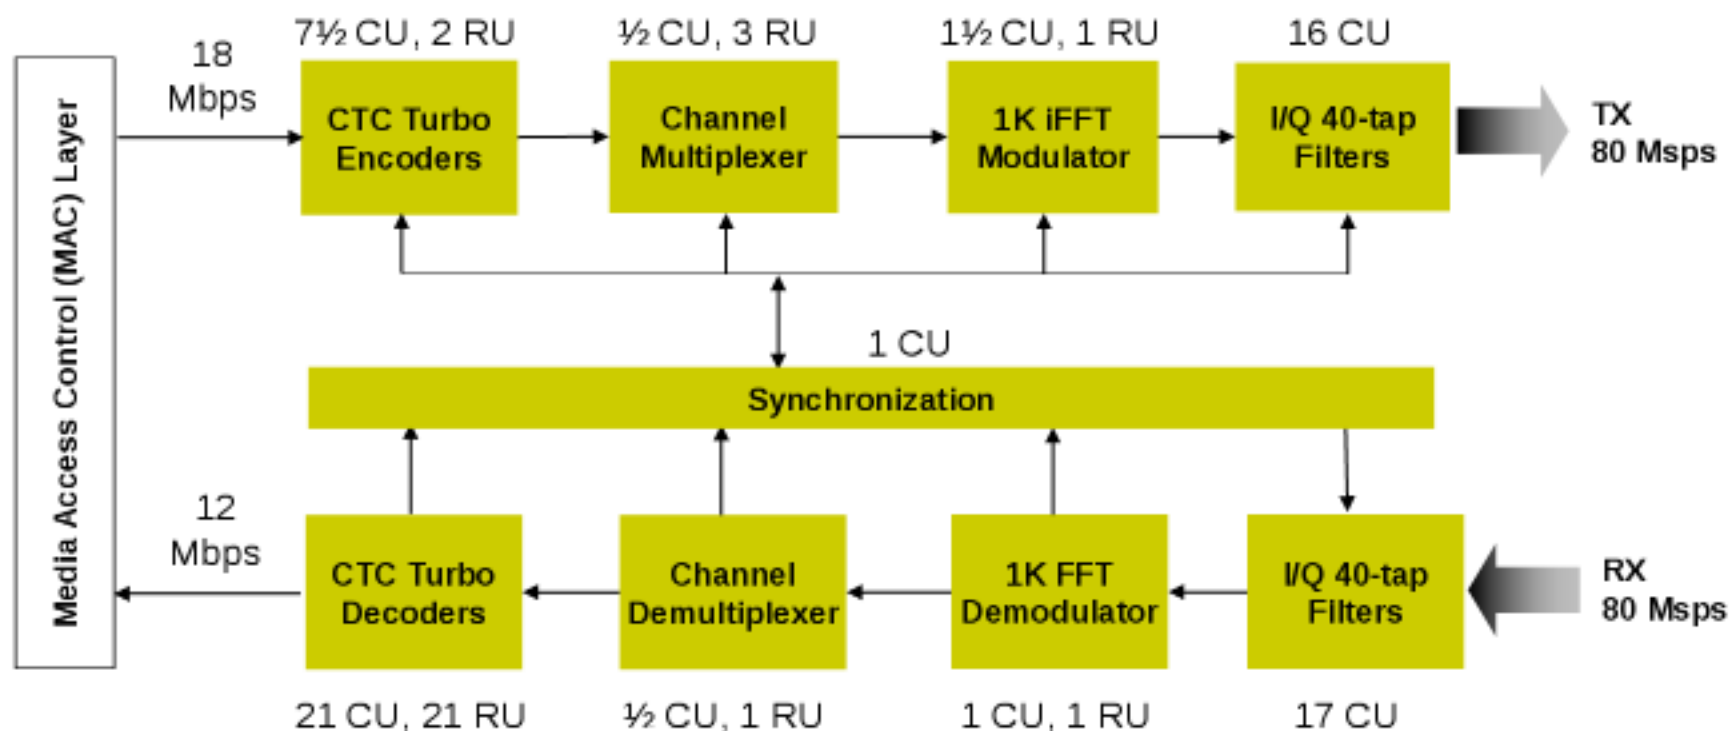 7½ CU, 2 RU
½ CU, 3 RU
1½ CU, 1 RU
16 CU
18
Mbps
CTC Turbo
Encoders
Channel
Multiplexer
1K iFFT
Modulator
I/Q 40-tap
Filters
TX
80 Msps
Media Access Control (MAC) Layer
1 CU
Synchronization
12
Mbps
CTC Turbo
Decoders
Channel
Demultiplexer
1K FFT
Demodulator
I/Q 40-tap
Filters
RX
80 Msps
21 CU, 21 RU
½ CU, 1 RU
1 CU, 1 RU
17 CU